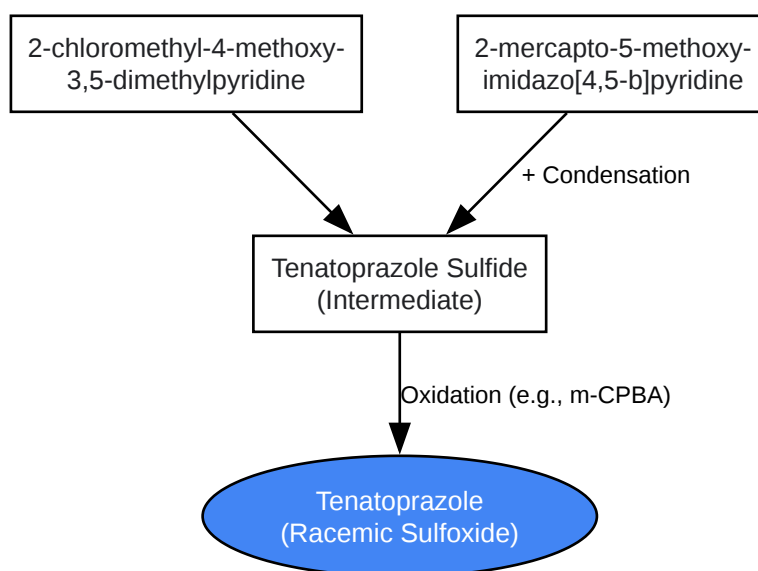 2-chloromethyl-4-methoxy-
3,5-dimethylpyridine
2-mercapto-5-methoxy-
imidazo[4,5-b]pyridine
+ Condensation
Tenatoprazole Sulfide
(Intermediate)
Oxidation (e.g., m-CPBA)
Tenatoprazole
(Racemic Sulfoxide)